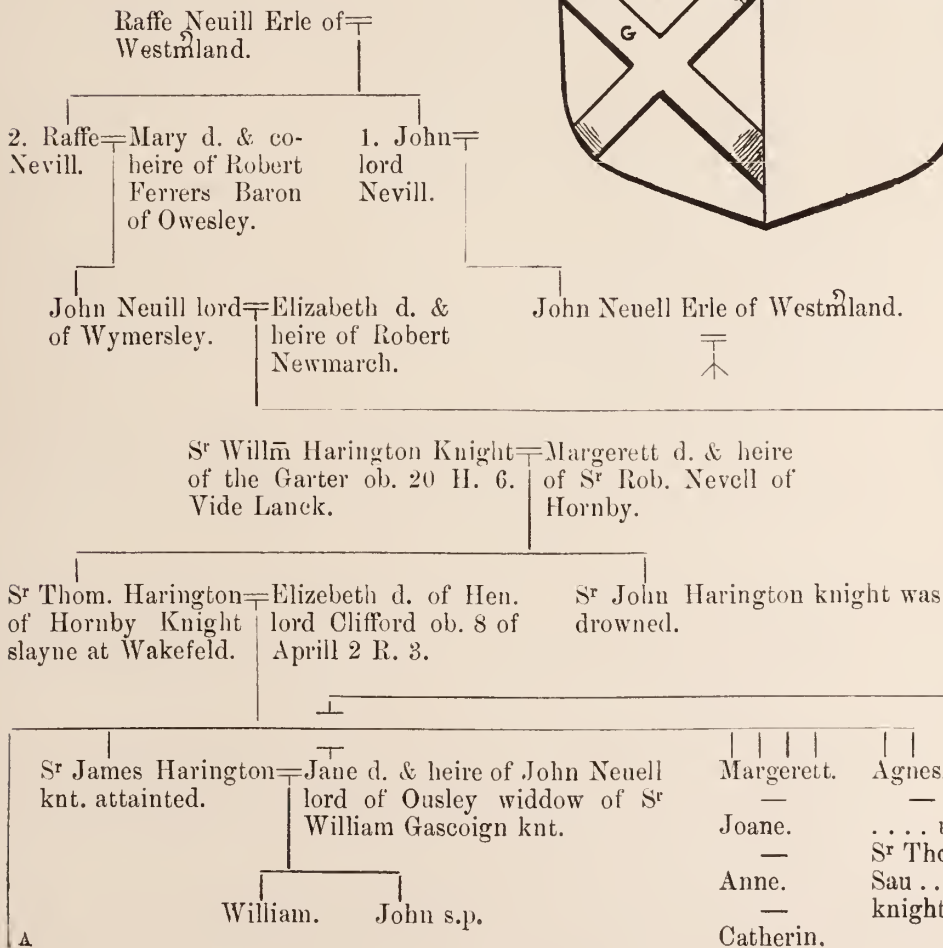 G
Raffe Neuill Erle of
Westm̃land.
2. Raffe
Nevill.
Mary d. & co-
heire of Robert
Ferrers Baron
of Owesley.
1. John
lord
Nevill.
John Neuill lord
of Wymersley.
Elizabeth d. &
heire of Robert
Newmarch.
John Neuell Erle of Westm̃land.
Sʳ Willm̄ Harington Knight
of the Garter ob. 20 H. 6.
Vide Lanck.
Margerett d. & heire
of Sʳ Rob. Nevell of
Hornby.
Sʳ Thom. Harington
of Hornby Knight
slayne at Wakefeld.
Elizebeth d. of Hen.
lord Clifford ob. 8 of
Aprill 2 R. 3.
Sʳ John Harington knight was
drowned.
Sʳ James Harington
knt. attainted.
Jane d. & heire of John Neuell
lord of Ousley widdow of Sʳ
William Gascoign knt.
Margerett.
—
Joane.
—
Anne.
—
Catherin.
Agnes
—
. . . .
Sʳ Tho
Sau . .
knight
William.
John s.p.
A